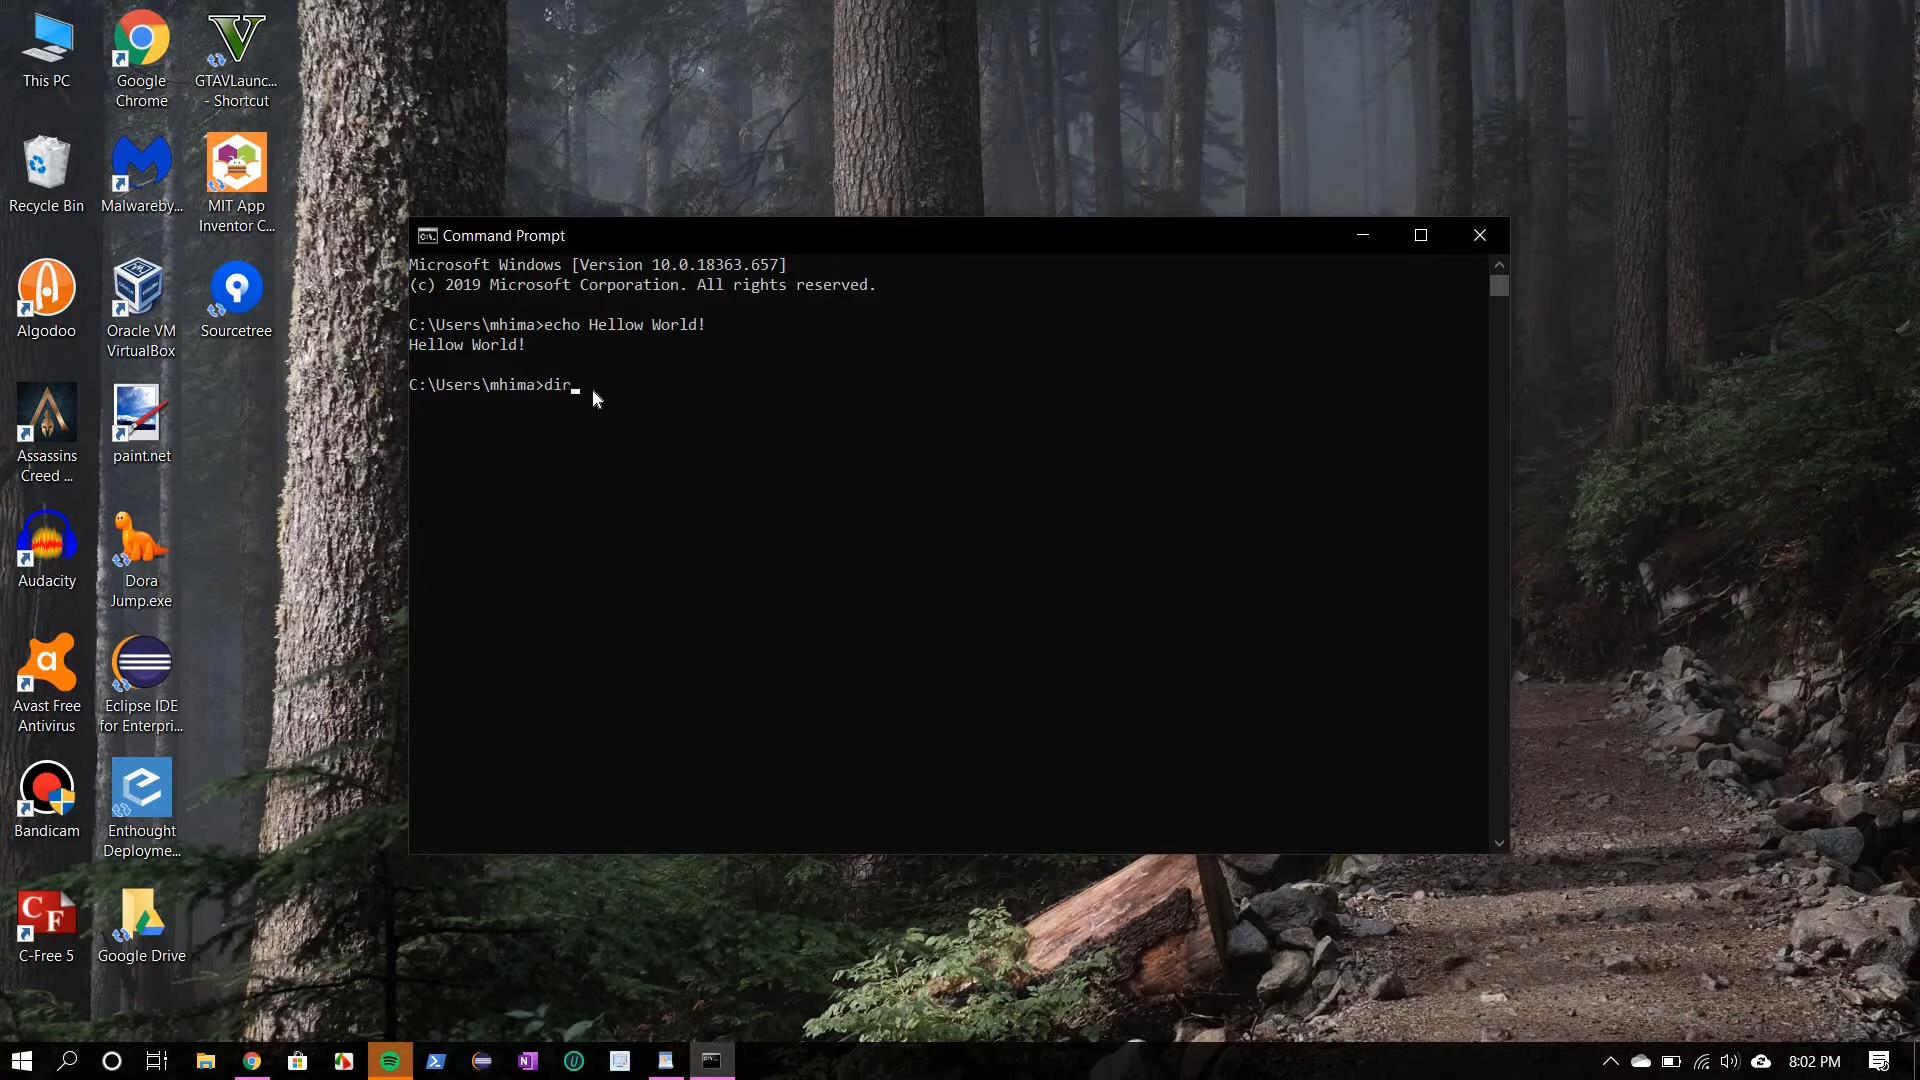 This PC
Google
Chrome
GTAVLaunc...
- Shortcut
Recycle Bin
Malwareby...
MIT App
Inventor C...
Algodoo
Oracle VM
VirtualBox
Sourcetree
Assassins
Creed ...
paint.net
Audacity
Dora
Jump.exe
Avast Free
Antivirus
Eclipse IDE
for Enterpri...
Bandicam
Enthought
Deployme...
C-Free 5
Google Drive
Command Prompt
Microsoft Windows [Version 10.0.18363.657]
(c) 2019 Microsoft Corporation. All rights reserved.
C:\Users\mhima>echo Hellow World!
Hellow World!
C:\Users\mhima>dir
8:02 PM